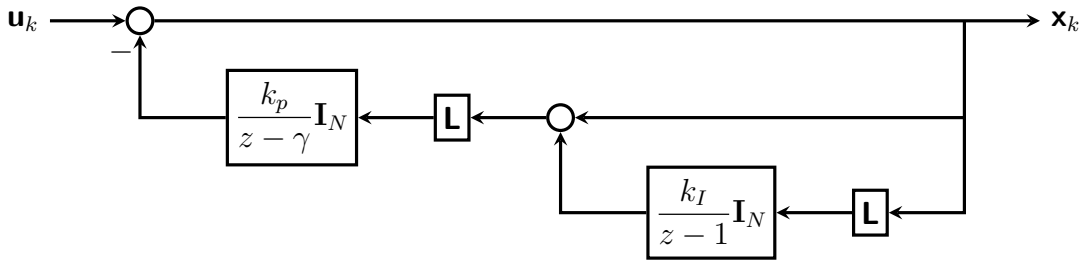 u_k
x_k
−
k_p / (z − γ) I_N
L
k_I / (z − 1) I_N
L